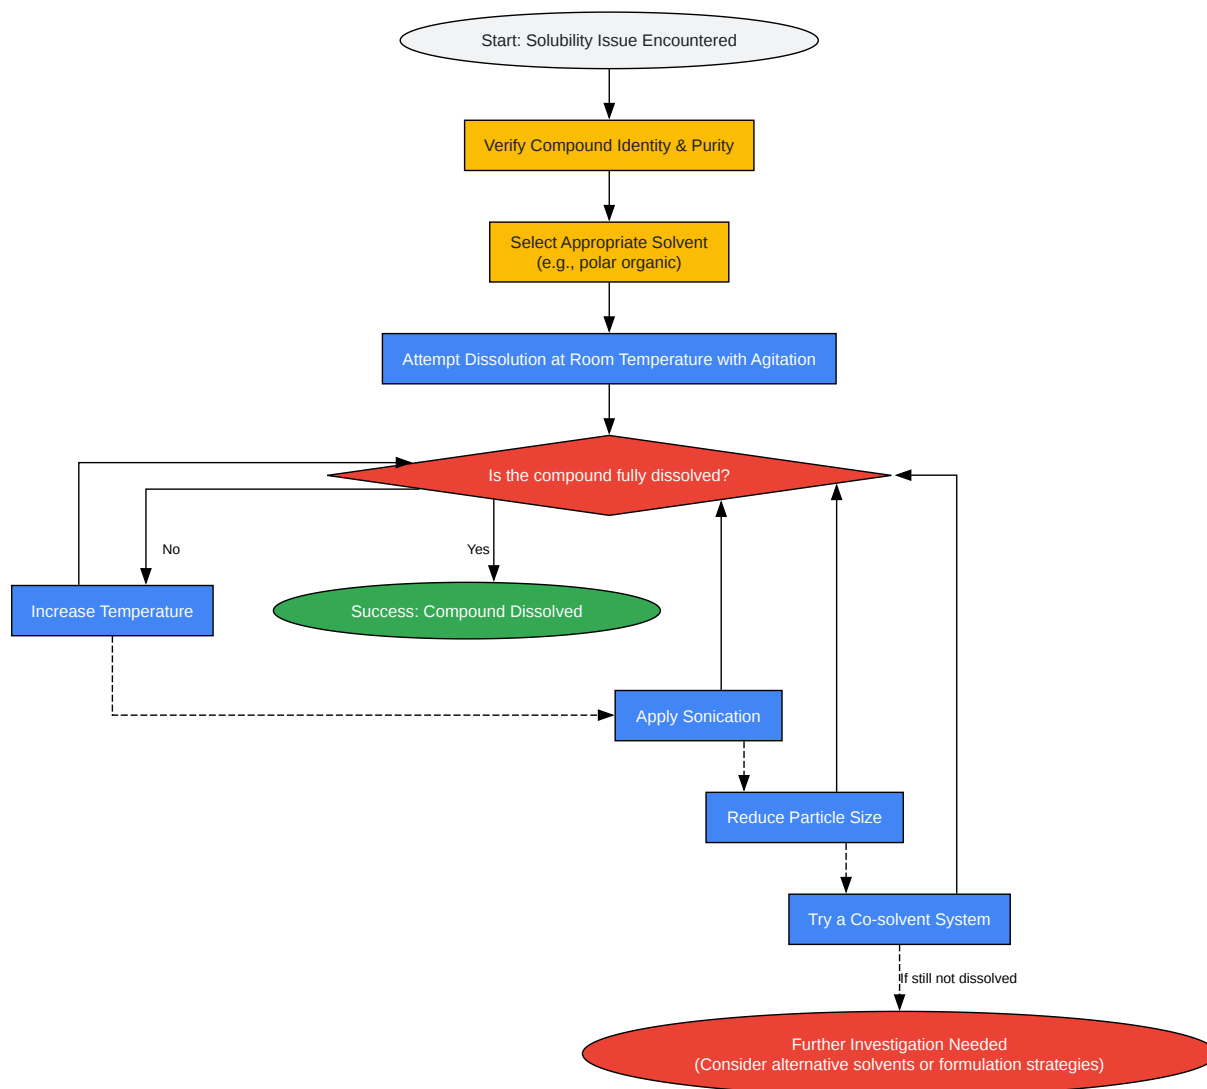 Start: Solubility Issue Encountered
Verify Compound Identity & Purity
Select Appropriate Solvent
(e.g., polar organic)
Attempt Dissolution at Room Temperature with Agitation
Is the compound fully dissolved?
No
Yes
Increase Temperature
Success: Compound Dissolved
Apply Sonication
Reduce Particle Size
Try a Co-solvent System
If still not dissolved
Further Investigation Needed
(Consider alternative solvents or formulation strategies)